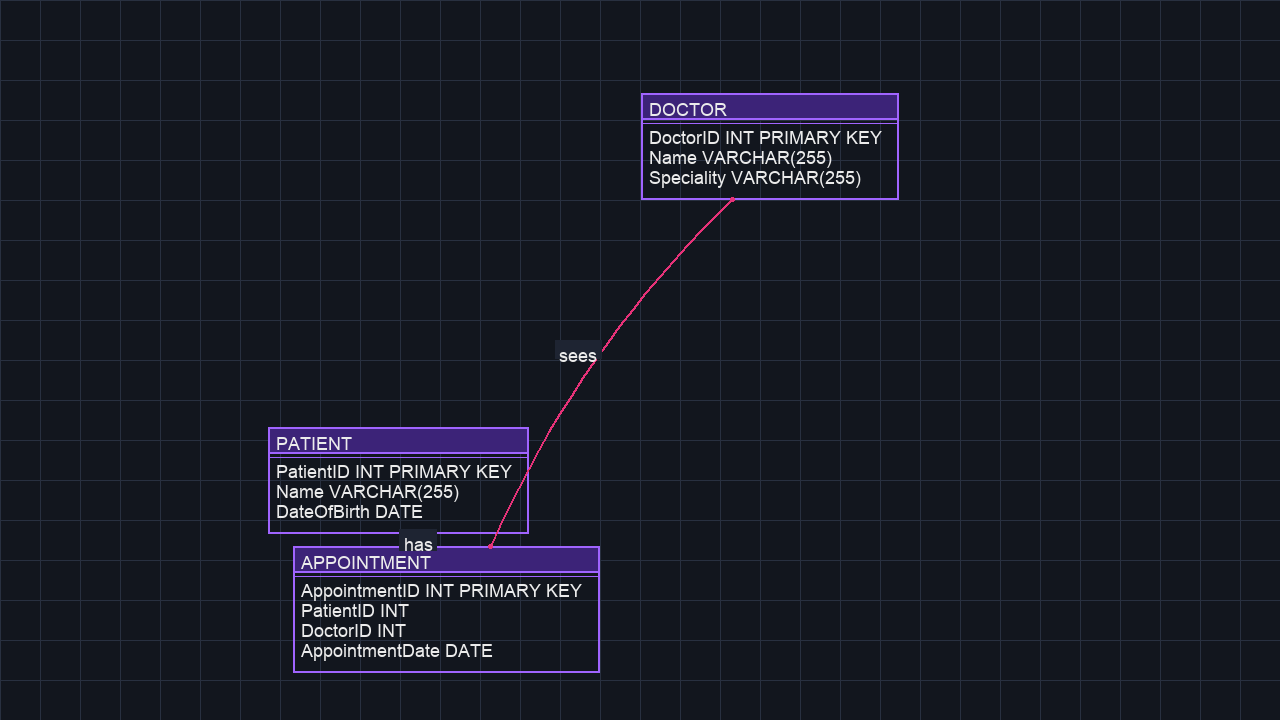 DOCTOR
DoctorID INT PRIMARY KEY
Name VARCHAR(255)
Speciality VARCHAR(255)
sees
PATIENT
PatientID INT PRIMARY KEY
Name VARCHAR(255)
DateOfBirth DATE
has
APPOINTMENT
AppointmentID INT PRIMARY KEY
PatientID INT
DoctorID INT
AppointmentDate DATE